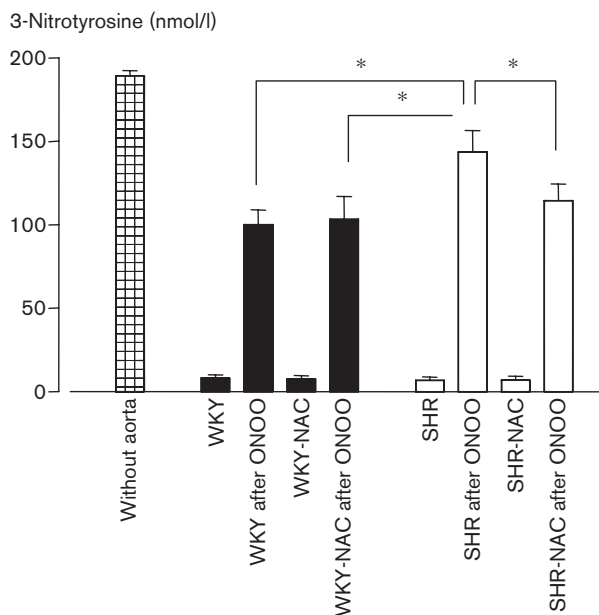 3-Nitrotyrosine (nmol/l)
200
150
100
50
0
*
*
*
Without aorta
WKY
WKY after ONOO
WKY-NAC
WKY-NAC after ONOO
SHR
SHR after ONOO
SHR-NAC
SHR-NAC after ONOO